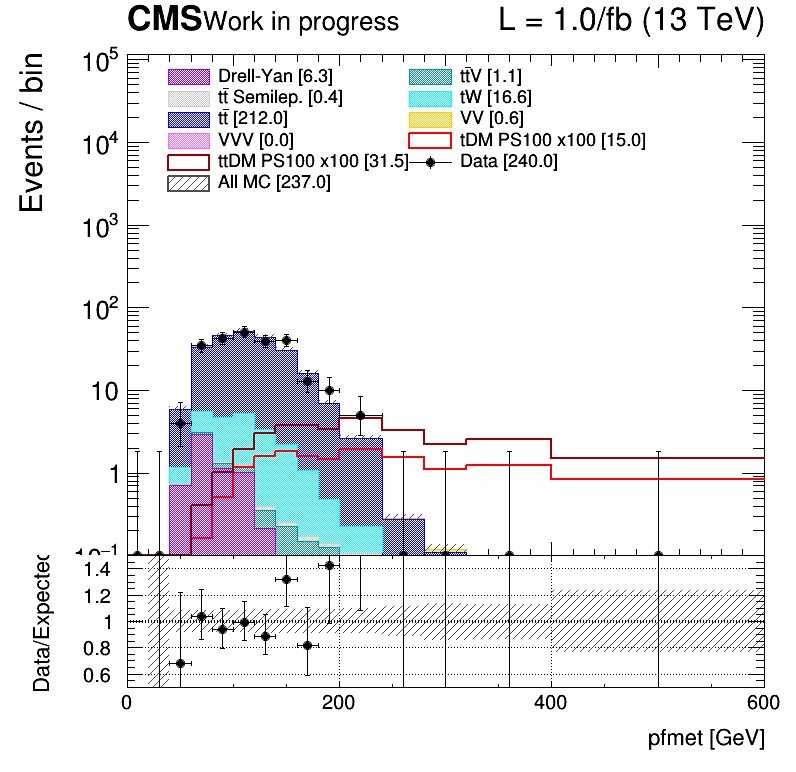 CMS Work in progress L = 1.0/fb (13 TeV)
Events / bin
10⁵
10⁴
10³
10²
10
1
10⁻¹
Drell-Yan [6.3] tt̄V [1.1]
tt̄ Semilep. [0.4] tW [16.6]
tt̄ [212.0] VV [0.6]
VVV [0.0] tDM PS100 x100 [15.0]
ttDM PS100 x100 [31.5] Data [240.0]
All MC [237.0]
Data/Expected
1.4
1.2
1
0.8
0.6
0 200 400 600
pfmet [GeV]